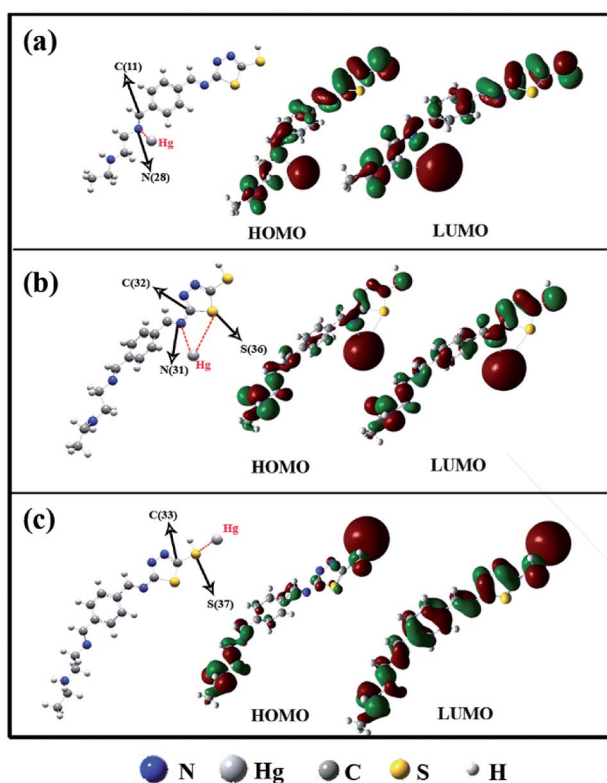 (a)
C(11)
Hg
N(28)
HOMO
LUMO
(b)
C(32)
S(36)
N(31)
Hg
HOMO
LUMO
(c)
C(33)
Hg
S(37)
HOMO
LUMO
N Hg C S H